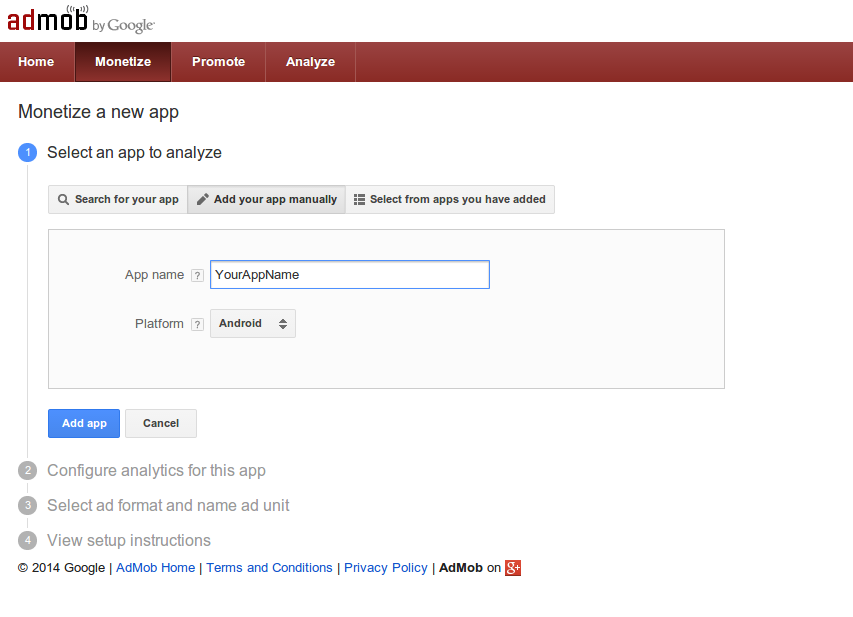 admob by Google
Home Monetize Promote Analyze
Monetize a new app
1 Select an app to analyze
Search for your app Add your app manually Select from apps you have added
App name ? YourAppName
Platform ? Android
Add app Cancel
2 Configure analytics for this app
3 Select ad format and name ad unit
4 View setup instructions
© 2014 Google | AdMob Home | Terms and Conditions | Privacy Policy | AdMob on g+